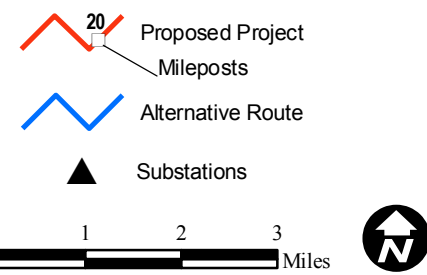 20
Proposed Project
Mileposts
Alternative Route
Substations
1 2 3
Miles
N